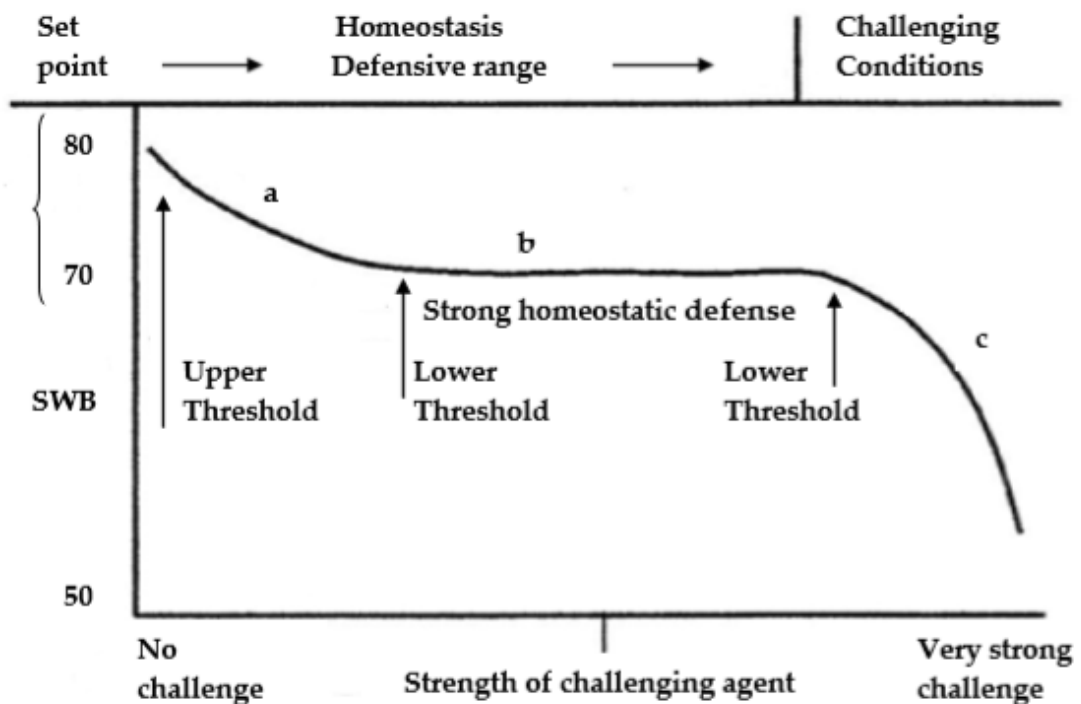 Set
point
Homeostasis
Defensive range
Challenging
Conditions
80
a
b
70
Strong homeostatic defense
c
Upper
Threshold
Lower
Threshold
Lower
Threshold
SWB
50
No
challenge
Strength of challenging agent
Very strong
challenge